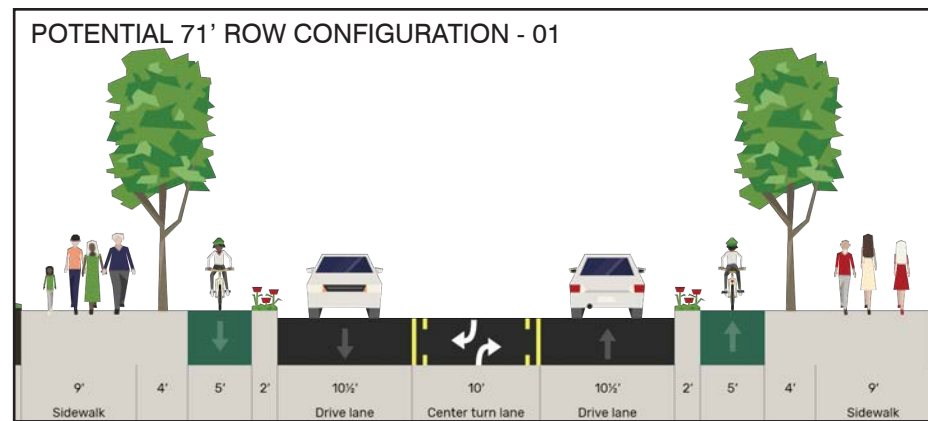 POTENTIAL 71’ ROW CONFIGURATION - 01
9’ 4’ 5’ 2’ 10½’ 10’ 10½’ 2’ 5’ 4’ 9’
Sidewalk Drive lane Center turn lane Drive lane Sidewalk